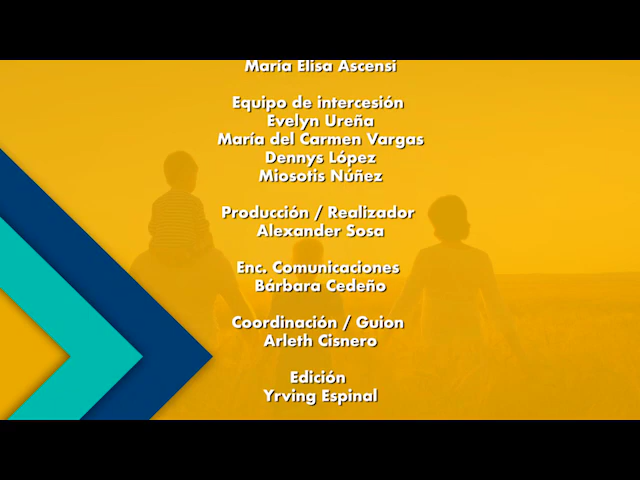 María Elisa Ascensi
Equipo de intercesión
Evelyn Ureña
María del Carmen Vargas
Dennys López
Miosotis Núñez
Producción / Realizador
Alexander Sosa
Enc. Comunicaciones
Bárbara Cedeño
Coordinación / Guion
Arleth Cisnero
Edición
Yrving Espinal